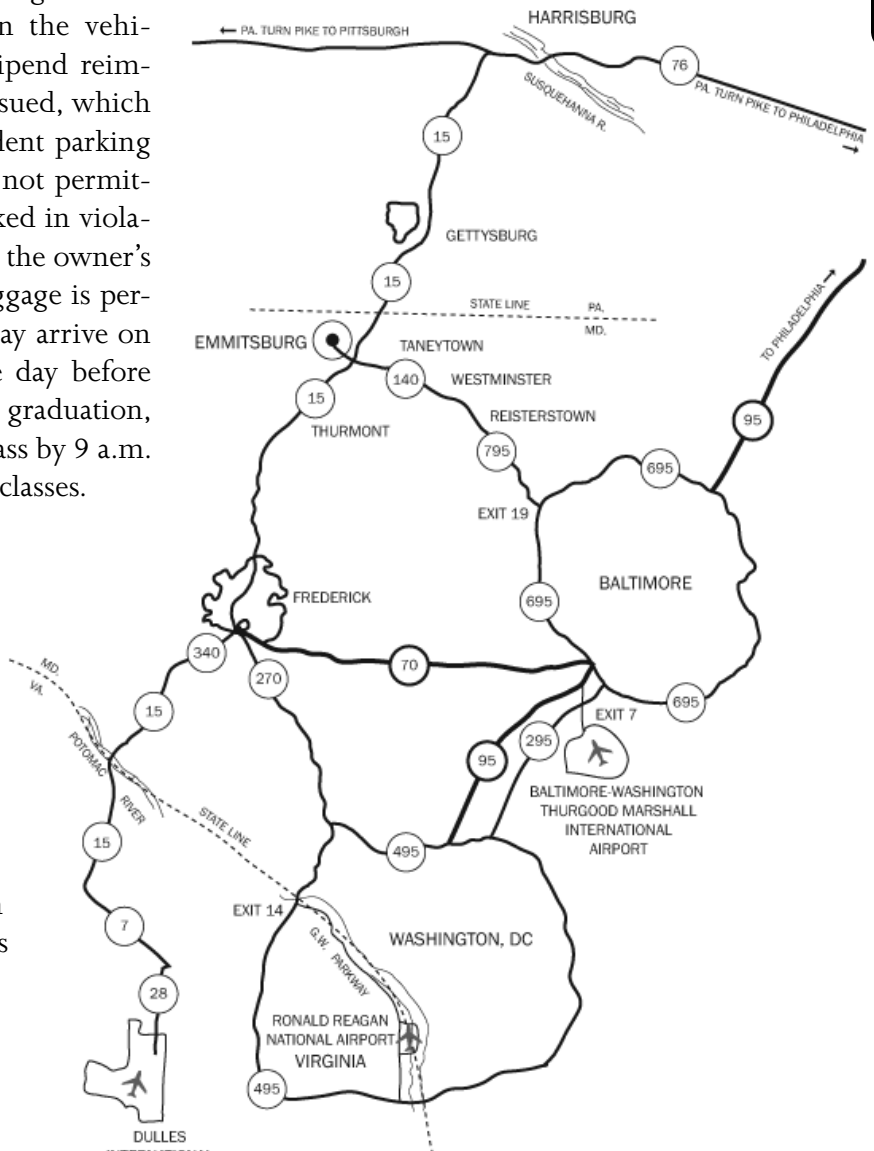 n the vehi-
ipend reim-
sued, which
lent parking
not permit-
ked in viola-
the owner's
ggage is per-
ay arrive on
e day before
graduation,
ass by 9 a.m.
classes.
s
← PA. TURN PIKE TO PITTSBURGH
HARRISBURG
76
SUSQUEHANNA R.
PA. TURN PIKE TO PHILADELPHIA →
15
GETTYSBURG
15
STATE LINE
PA.
MD.
TO PHILADELPHIA →
EMMITSBURG
TANEYTOWN
140
WESTMINSTER
15
REISTERSTOWN
THURMONT
95
795
695
EXIT 19
BALTIMORE
FREDERICK
695
340
70
270
MD.
VA.
15
695
EXIT 7
295
95
POTOMAC
RIVER
BALTIMORE-WASHINGTON
THURGOOD MARSHALL
INTERNATIONAL
AIRPORT
STATE LINE
15
495
EXIT 14
7
G.W. PARKWAY
WASHINGTON, DC
28
RONALD REAGAN
NATIONAL AIRPORT
VIRGINIA
495
DULLES
INTERNATIONAL